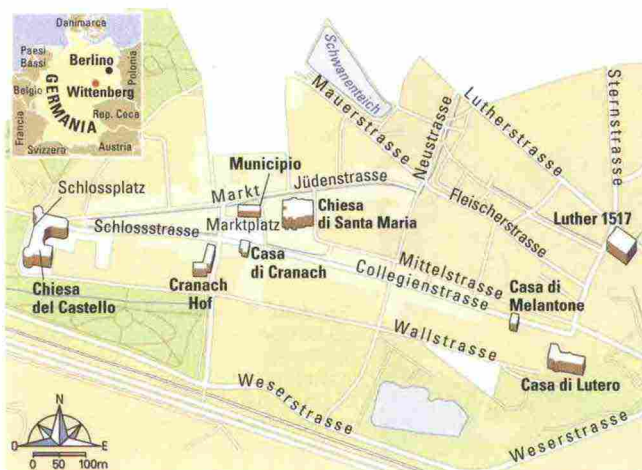 Danimarca
Paesi
Bassi
Berlino
Polonia
Belgio
GERMANIA
Wittenberg
Francia
Rep. Ceca
Svizzero
Austria
Schwanenteich
Mauerstrasse
Neustrasse
Lutherstrasse
Sternstrasse
Municipio
Schlossplatz
Markt
Jüdenstrasse
Fleischerstrasse
Luther 1517
Schlossstrasse
Marktplatz
Chiesa
di Santa Maria
Casa
di Cranach
Mittelstrasse
Collegienstrasse
Chiesa
del Castello
Cranach
Hof
Casa di
Melantone
Wallstrasse
Casa di Lutero
Weserstrasse
Weserstrasse
N
O
E
0 50 100m